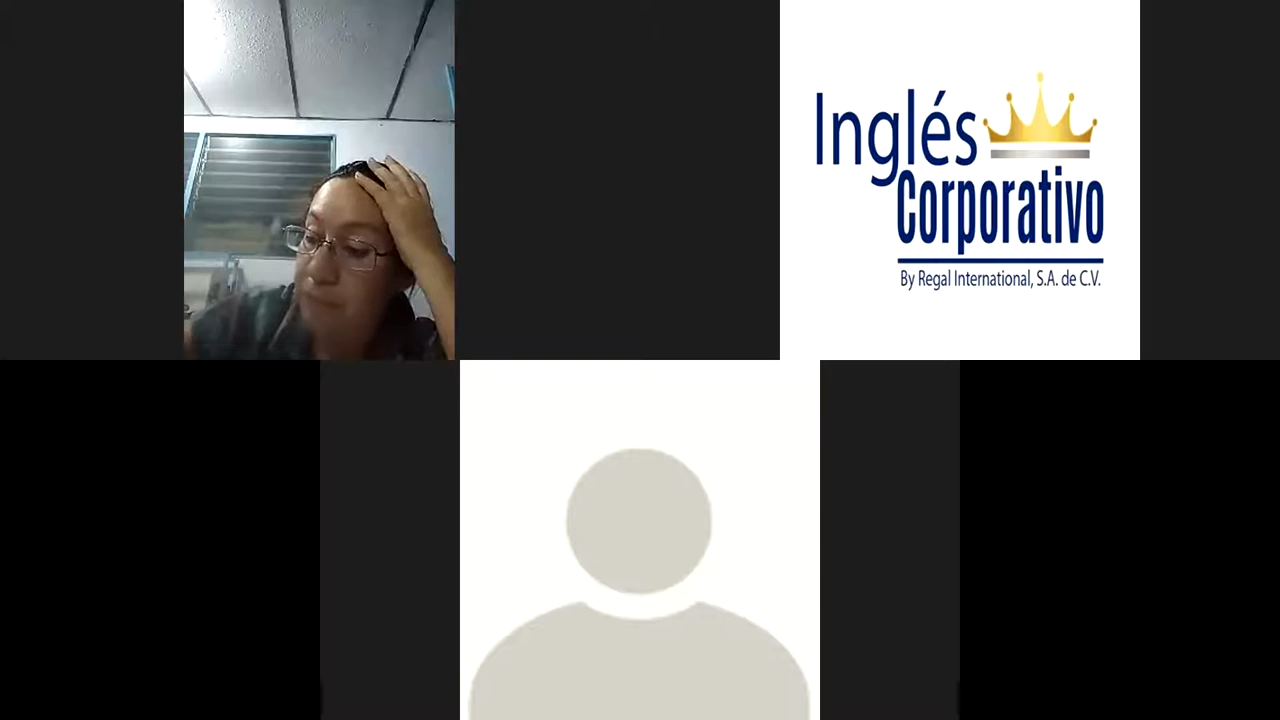 Inglés
Corporativo
By Regal International, S.A. de C.V.